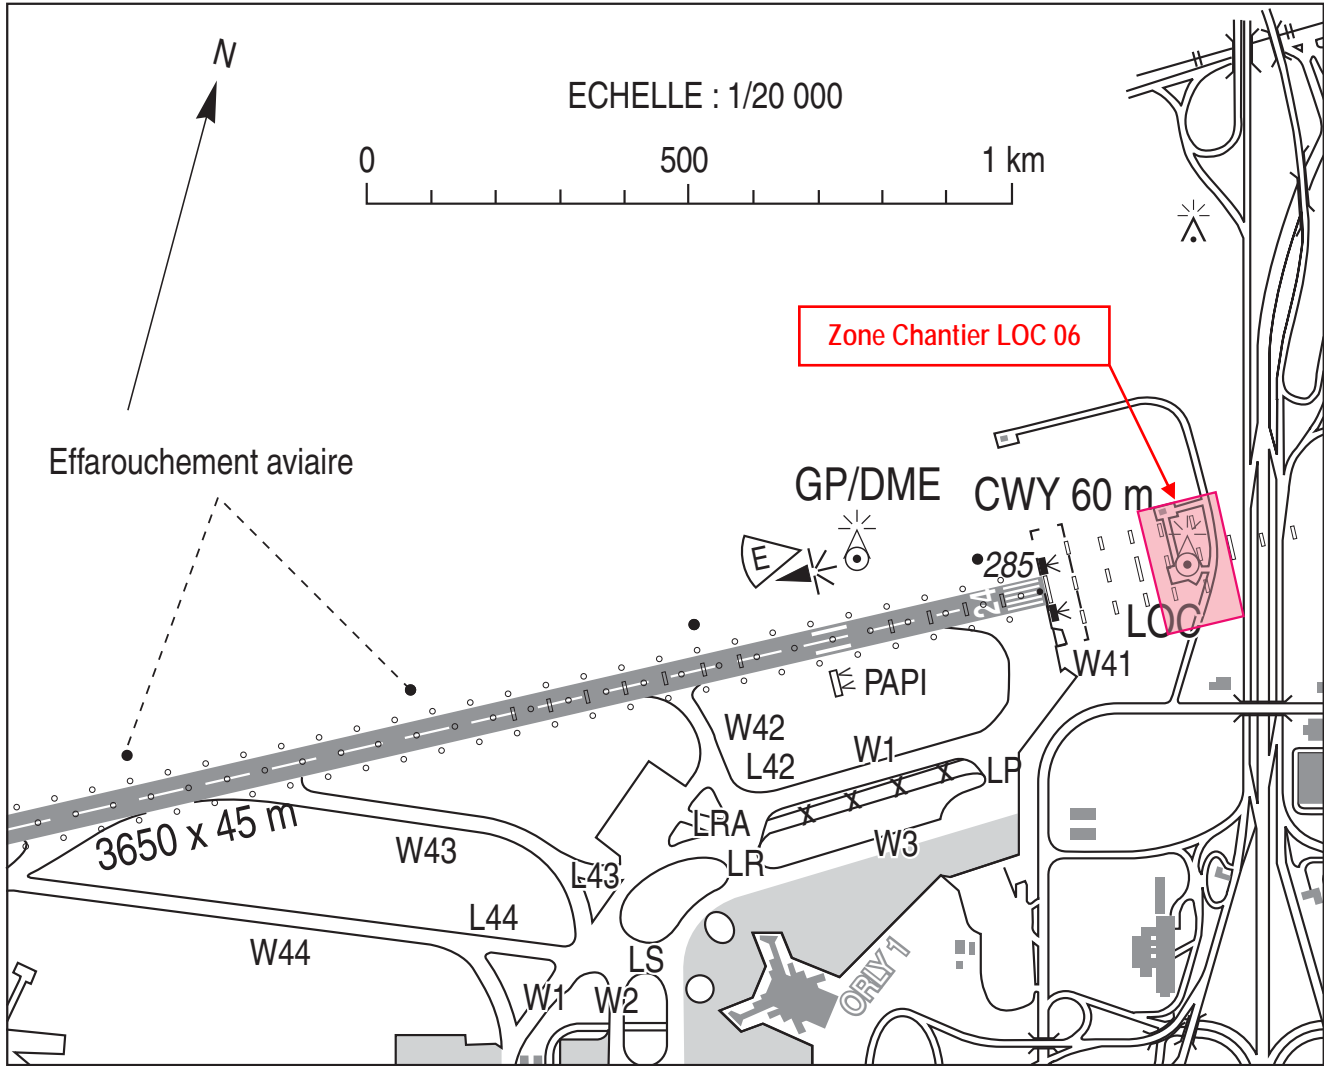 N
ECHELLE : 1/20 000
0 500 1 km
Zone Chantier LOC 06
Effarouchement aviaire
GP/DME
CWY 60 m
E
285
24
LOC
W41
PAPI
W42
W1
L42
LP
3650 x 45 m
LRA
W43
W3
LR
L43
L44
W44
LS
W1
W2
ORLY 1
X X X X